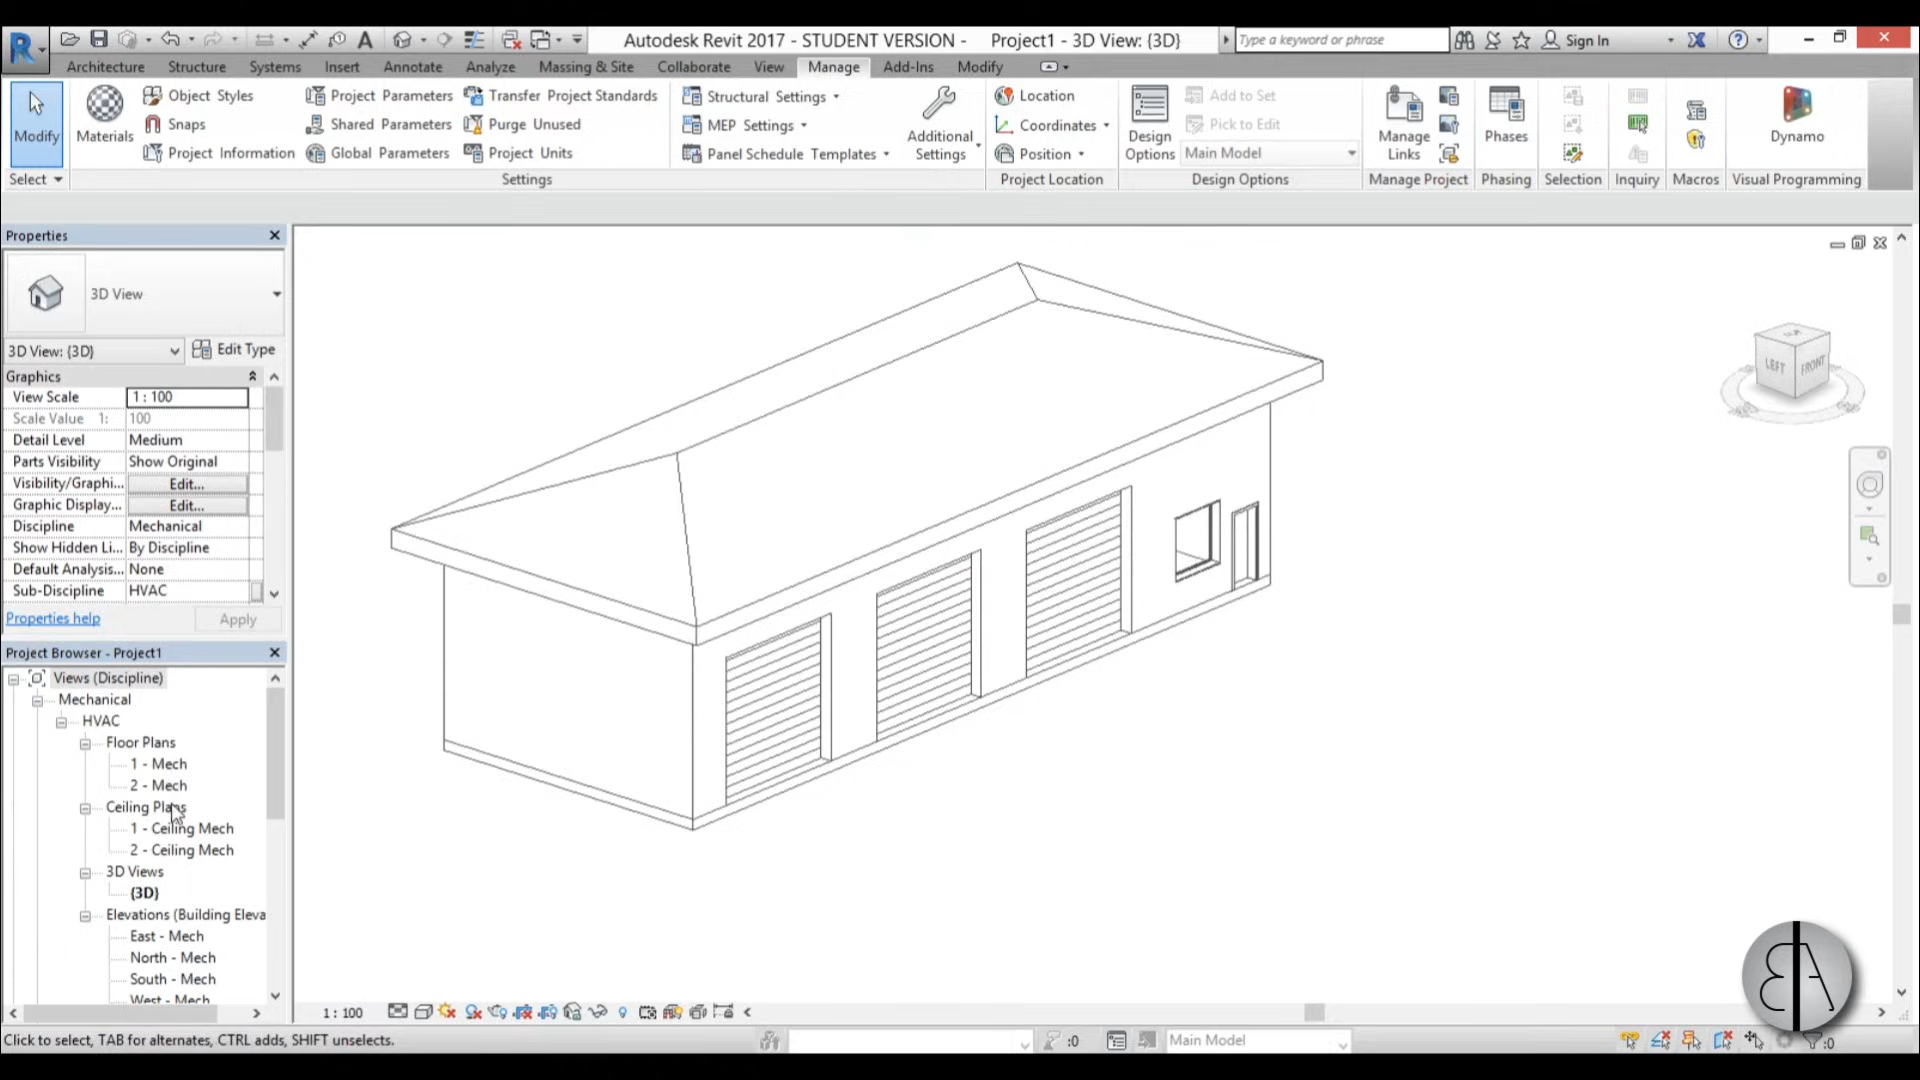 Autodesk Revit 2017 - STUDENT VERSION - Project1 - 3D View: {3D}
Type a keyword or phrase
Sign In
Architecture Structure Systems Insert Annotate Analyze Massing & Site Collaborate View Manage Add-Ins Modify
Modify
Materials
Object Styles
Snaps
Project Information
Project Parameters
Shared Parameters
Global Parameters
Transfer Project Standards
Purge Unused
Project Units
Structural Settings
MEP Settings
Panel Schedule Templates
Additional
Settings
Location
Coordinates
Position
Design
Options
Add to Set
Pick to Edit
Main Model
Manage
Links
Phases
Dynamo
Select
Settings
Project Location
Design Options
Manage Project
Phasing
Selection
Inquiry
Macros
Visual Programming
Properties
3D View
3D View: {3D}
Edit Type
Graphics
View Scale 1 : 100
Scale Value 1: 100
Detail Level Medium
Parts Visibility Show Original
Visibility/Graphi... Edit...
Graphic Display... Edit...
Discipline Mechanical
Show Hidden Li... By Discipline
Default Analysis... None
Sub-Discipline HVAC
Properties help
Apply
Project Browser - Project1
Views (Discipline)
Mechanical
HVAC
Floor Plans
1 - Mech
2 - Mech
Ceiling Plans
1 - Ceiling Mech
2 - Ceiling Mech
3D Views
{3D}
Elevations (Building Eleva
East - Mech
North - Mech
South - Mech
West - Mech
LEFT
FRONT
1 : 100
Click to select, TAB for alternates, CTRL adds, SHIFT unselects.
:0
Main Model
:0